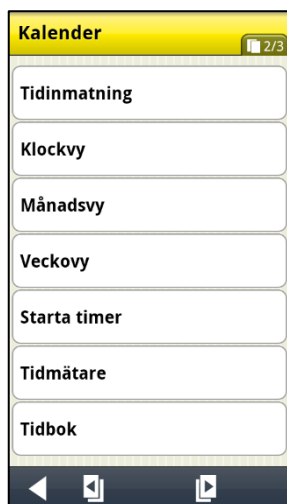 Kalender
2/3
Tidinmatning
Klockvy
Månadsvy
Veckovy
Starta timer
Tidmätare
Tidbok